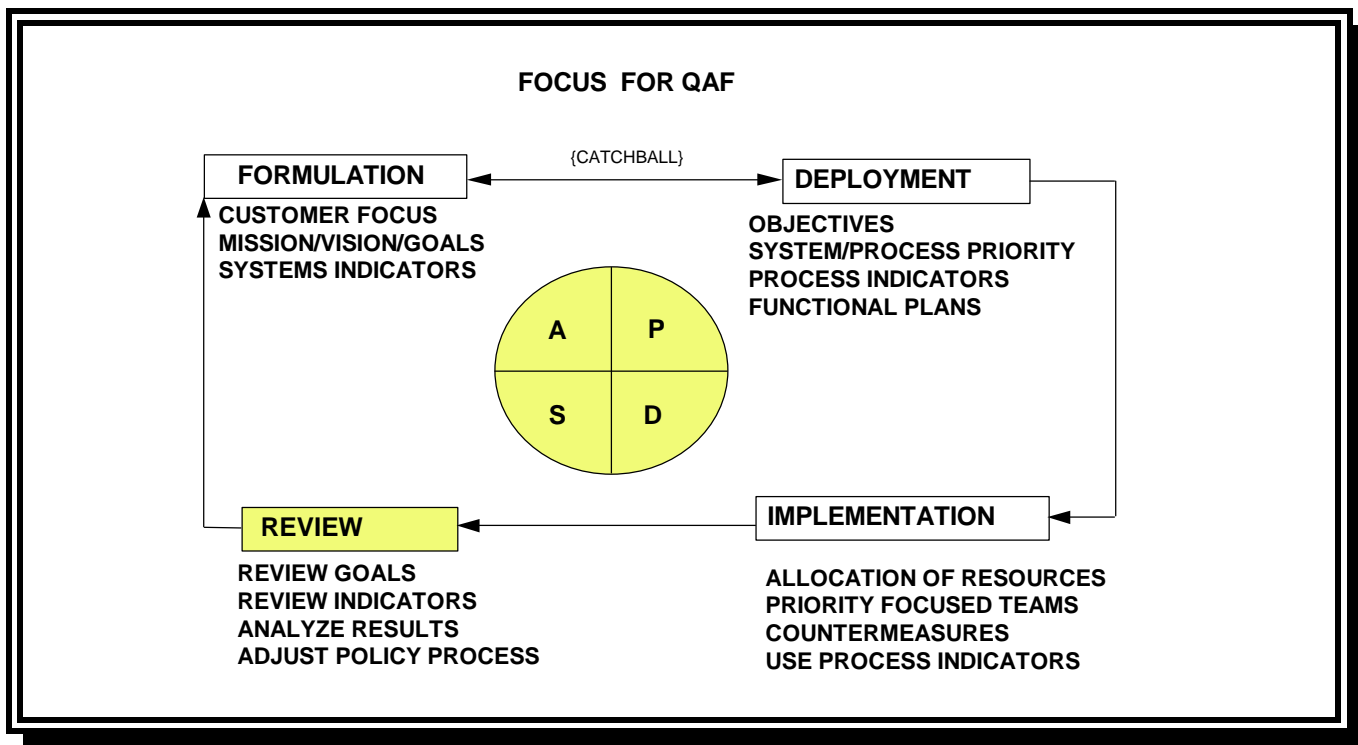 FOCUS FOR QAF
{CATCHBALL}
FORMULATION
CUSTOMER FOCUS
MISSION/VISION/GOALS
SYSTEMS INDICATORS
DEPLOYMENT
OBJECTIVES
SYSTEM/PROCESS PRIORITY
PROCESS INDICATORS
FUNCTIONAL PLANS
A
P
S
D
REVIEW
REVIEW GOALS
REVIEW INDICATORS
ANALYZE RESULTS
ADJUST POLICY PROCESS
IMPLEMENTATION
ALLOCATION OF RESOURCES
PRIORITY FOCUSED TEAMS
COUNTERMEASURES
USE PROCESS INDICATORS